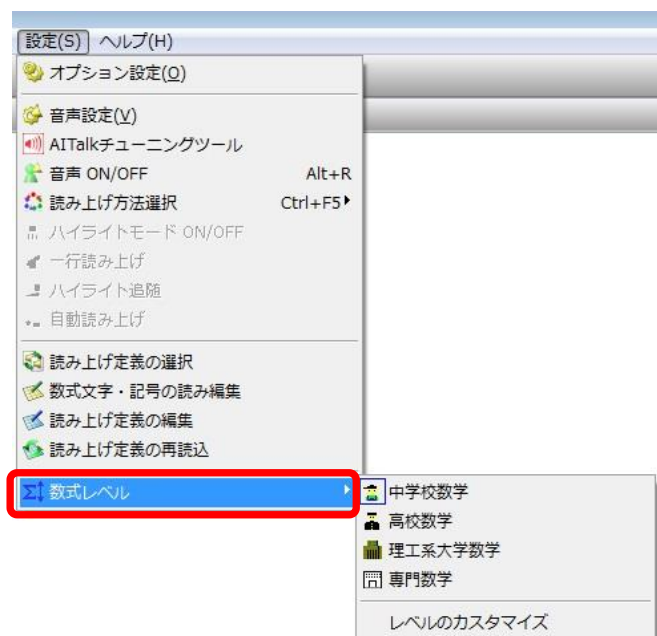 設定(S) ヘルプ(H)
オプション設定(O)
音声設定(V)
AITalkチューニングツール
音声 ON/OFF Alt+R
読み上げ方法選択 Ctrl+F5
ハイライトモード ON/OFF
一行読み上げ
ハイライト追随
自動読み上げ
読み上げ定義の選択
数式文字・記号の読み編集
読み上げ定義の編集
読み上げ定義の再読込
数式レベル
中学校数学
高校数学
理工系大学数学
専門数学
レベルのカスタマイズ